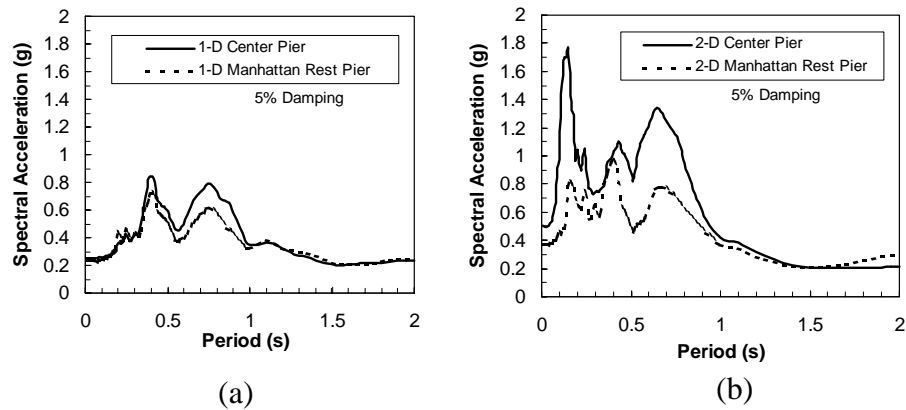 2
1.8
1.6
1.4
1.2
1
0.8
0.6
0.4
0.2
0
Spectral Acceleration (g)
1-D Center Pier
1-D Manhattan Rest Pier
5% Damping
0 0.5 1 1.5 2
Period (s)
(a)
2
1.8
1.6
1.4
1.2
1
0.8
0.6
0.4
0.2
0
Spectral Acceleration (g)
2-D Center Pier
2-D Manhattan Rest Pier
5% Damping
0 0.5 1 1.5 2
Period (s)
(b)